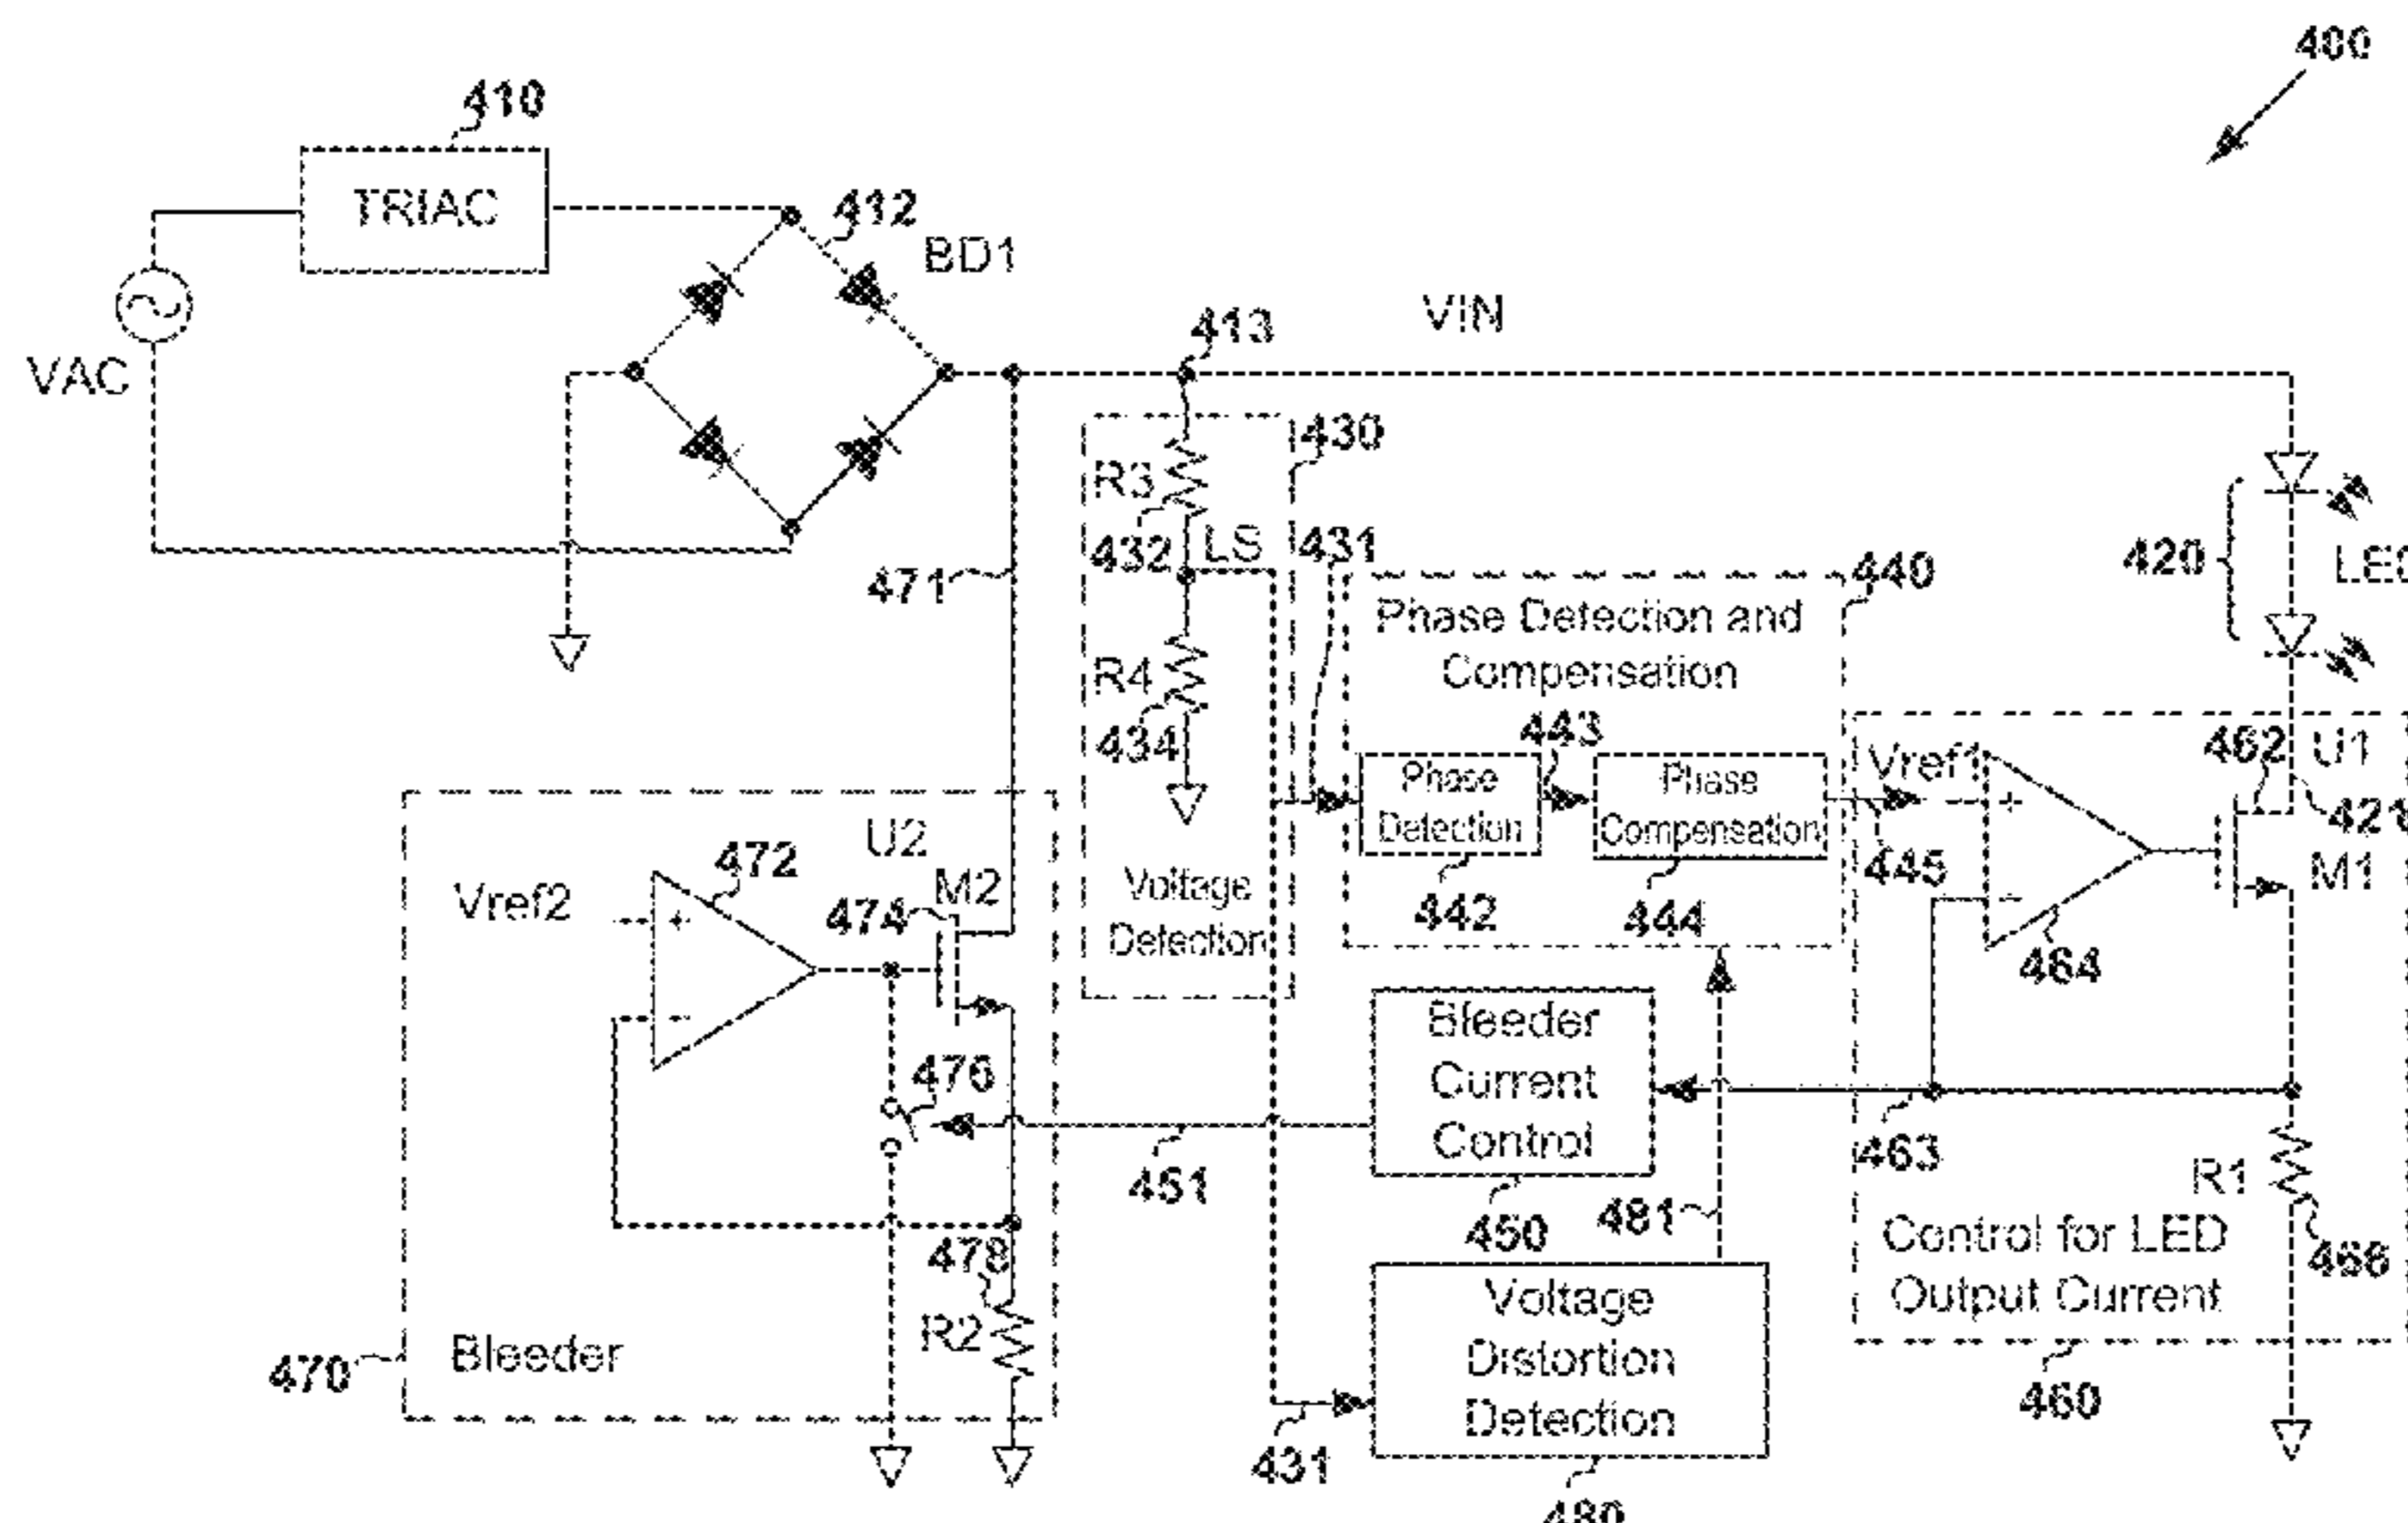 400
410
TRIAC
412
BD1
VAC
413
VIN
430
R3
432
LS
431
440
420
471
Phase Detection and
Compensation
R4
434
443
Phase
Detection
Phase
Compensation
Vref1
+
-
462
U1
421
445
M1
442
444
464
U2
Voltage
Detection
472
M2
474
Vref2
+
-
Bleeder
Current
Control
476
451
450
481
463
R1
466
Control for LED
Output Current
478
R2
Voltage
Distortion
Detection
470
Bleeder
460
431
480